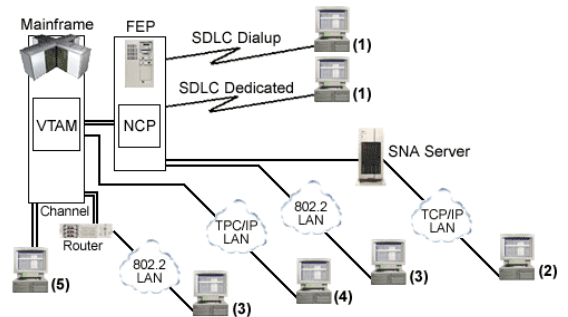 Mainframe
FEP
SDLC Dialup
(1)
SDLC Dedicated
(1)
VTAM
NCP
SNA Server
Channel
Router
802.2
LAN
TPC/IP
LAN
802.2
LAN
TCP/IP
LAN
(5)
(3)
(4)
(3)
(2)